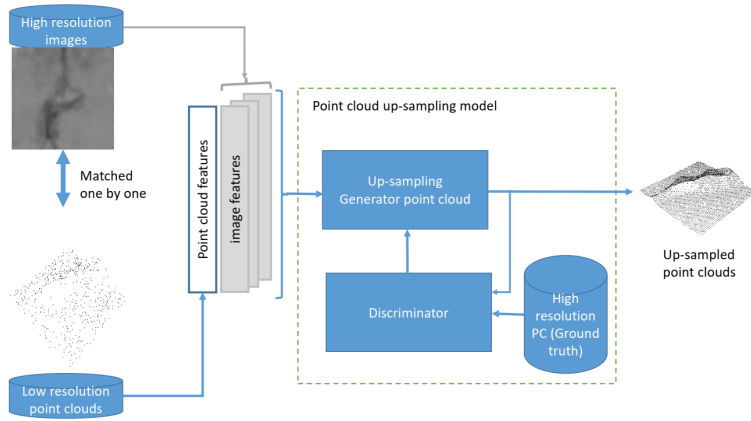 High resolution
images
Matched
one by one
Low resolution
point clouds
Point cloud features
image features
Point cloud up-sampling model
Up-sampling
Generator point cloud
Discriminator
High
resolution
PC (Ground
truth)
Up-sampled
point clouds